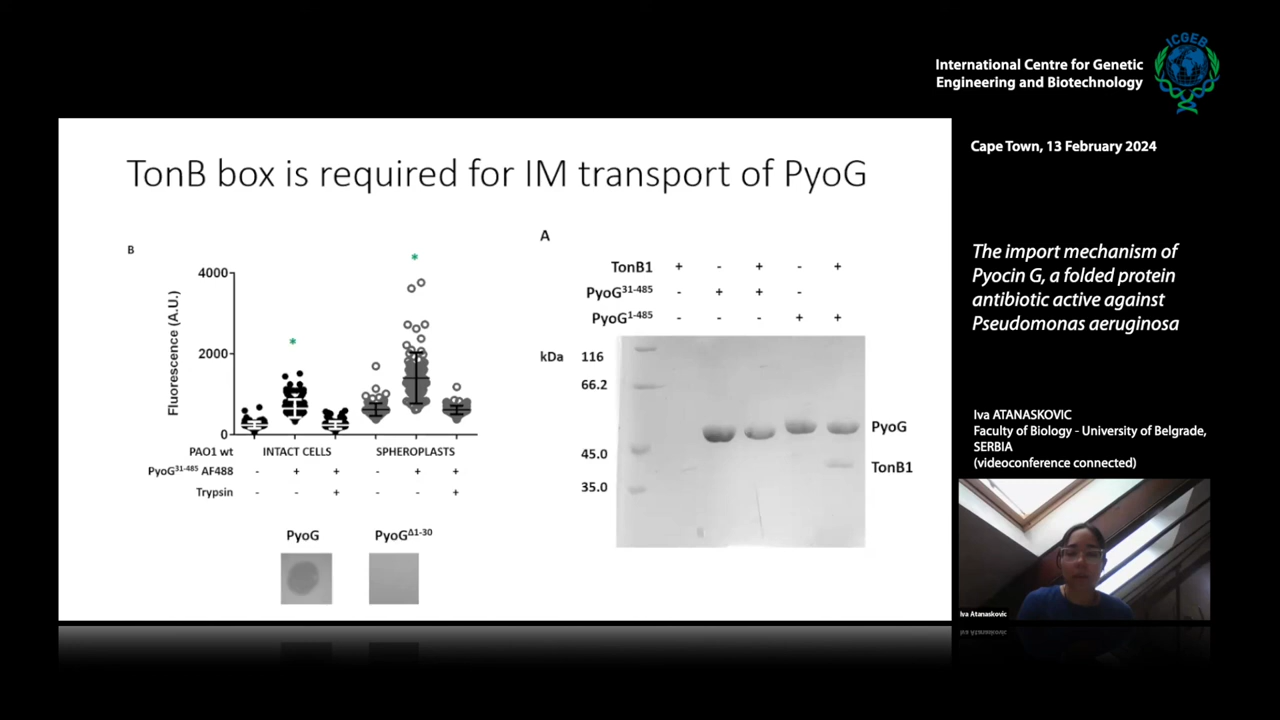 ICGEB
International Centre for Genetic
Engineering and Biotechnology
Cape Town, 13 February 2024
The import mechanism of
Pyocin G, a folded protein
antibiotic active against
Pseudomonas aeruginosa
Iva ATANASKOVIC
Faculty of Biology - University of Belgrade,
SERBIA
(videoconference connected)
Iva Atanaskovic
TonB box is required for IM transport of PyoG
B
*
*
4000
2000
0
Fluorescence (A.U.)
PAO1 wt INTACT CELLS SPHEROPLASTS
PyoG31-485 AF488 - + + - + +
Trypsin - - + - - +
PyoG PyoGΔ1-30
A
TonB1 + - + - +
PyoG31-485 - + + -
PyoG1-485 - - - + +
kDa 116
66.2
45.0
35.0
PyoG
TonB1